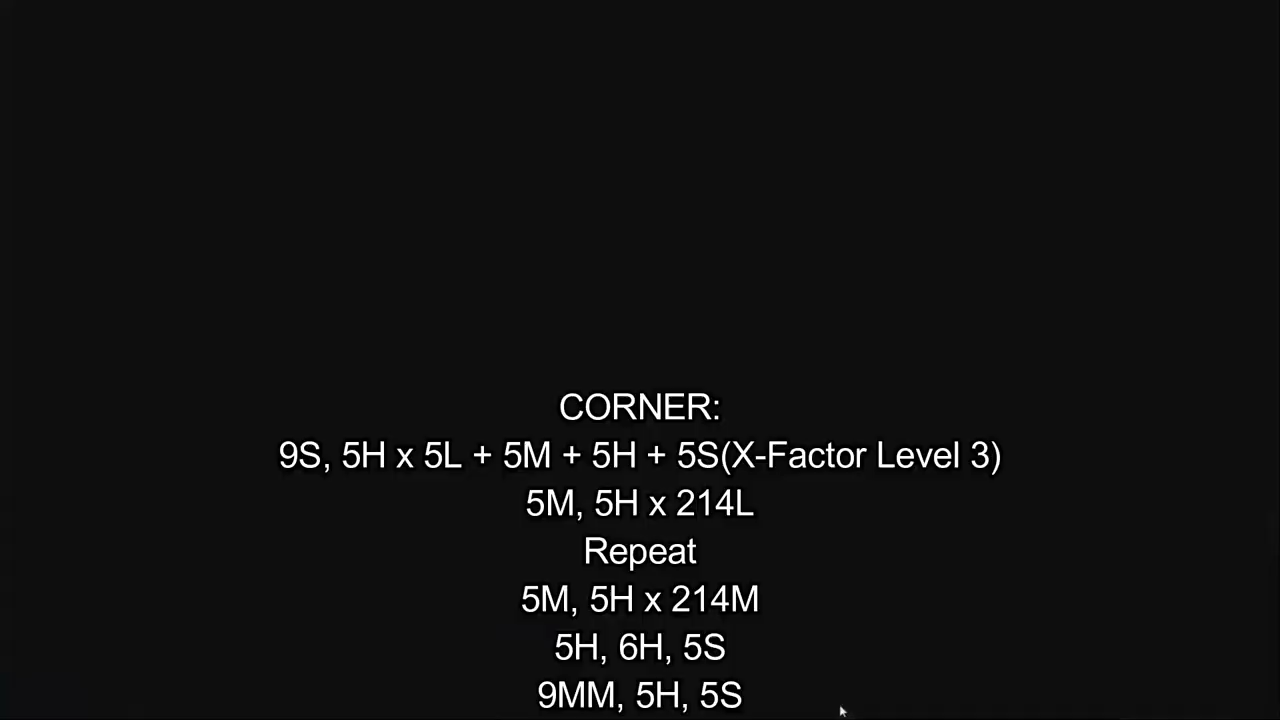 CORNER:
9S, 5H x 5L + 5M + 5H + 5S(X-Factor Level 3)
5M, 5H x 214L
Repeat
5M, 5H x 214M
5H, 6H, 5S
9MM, 5H, 5S